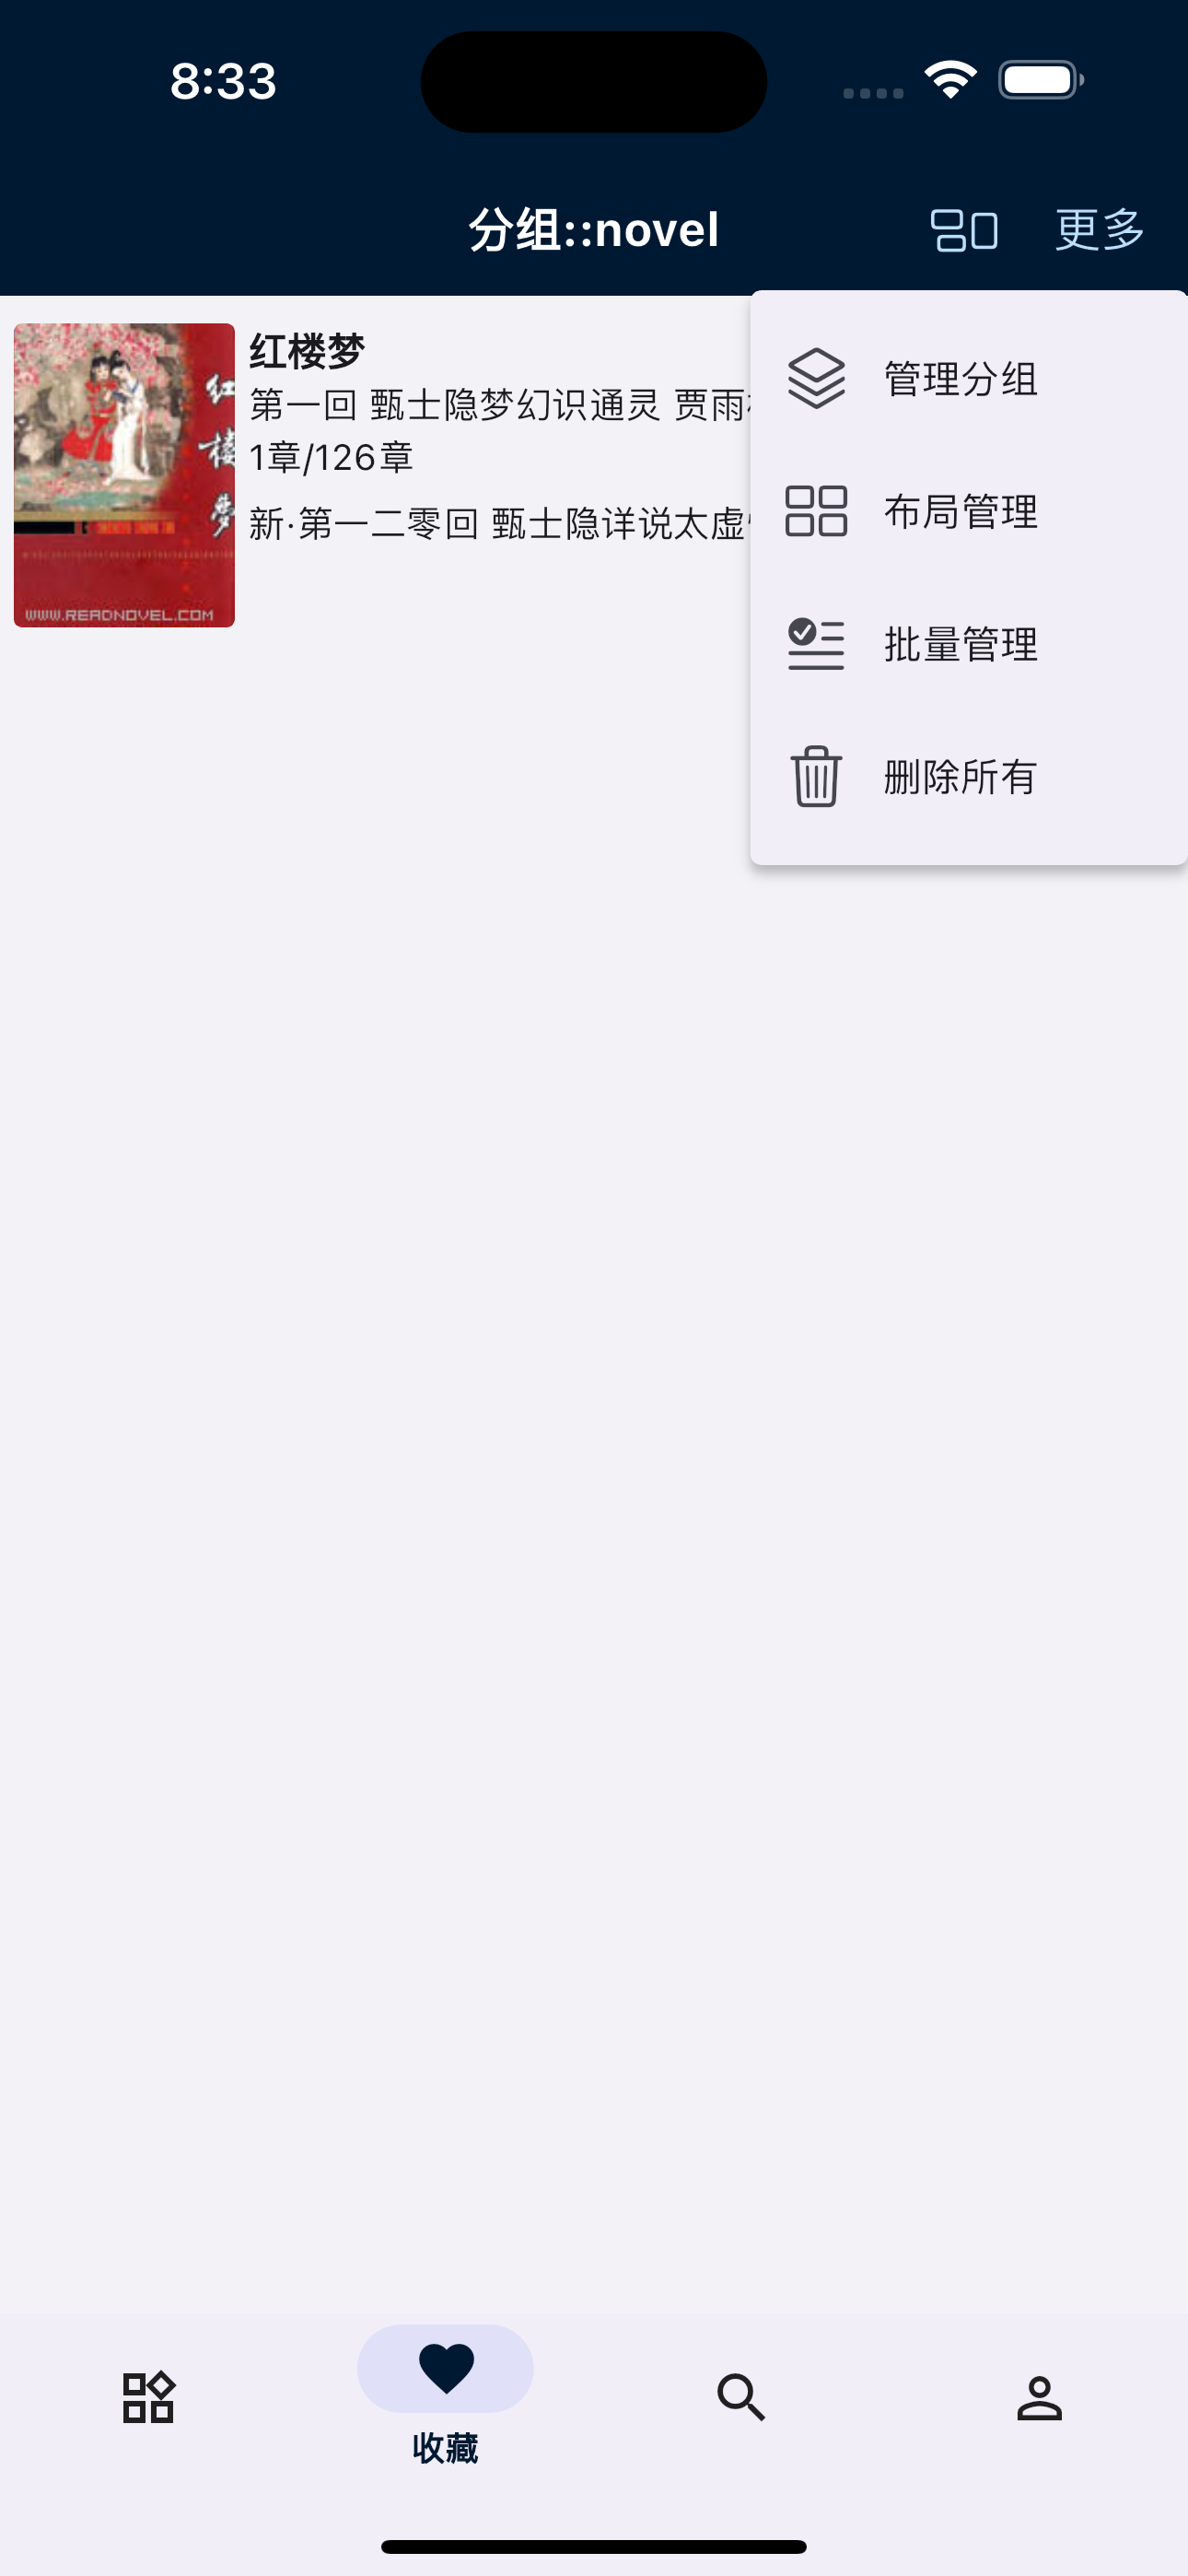 8:33
分组::novel
更多
红楼梦
第一回 甄士隐梦幻识通灵 贾雨
1章/126章
新·第一二零回 甄士隐详说太虚
红
楼
夢
WWW.READNOVEL.COM
管理分组
布局管理
批量管理
删除所有
收藏